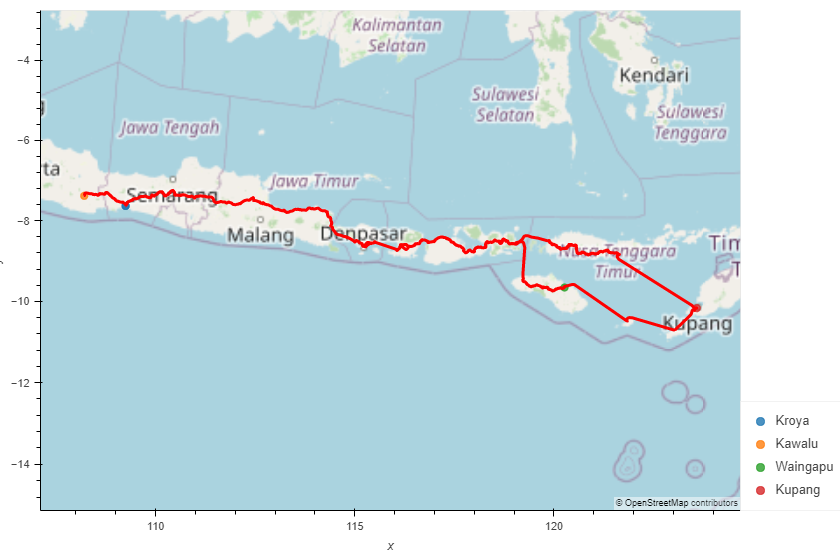 Kalimantan
Selatan
−4
Kendari
Sulawesi
Selatan
Sulawesi
Tenggara
Jawa Tengah
−6
ta
Jawa Timur
Semarang
−8
Malang
Denpasar
Nusa Tenggara
Timur
Tim
T
−10
Kupang
−12
Kroya
Kawalu
−14
Waingapu
Kupang
© OpenStreetMap contributors
110
115
120
x